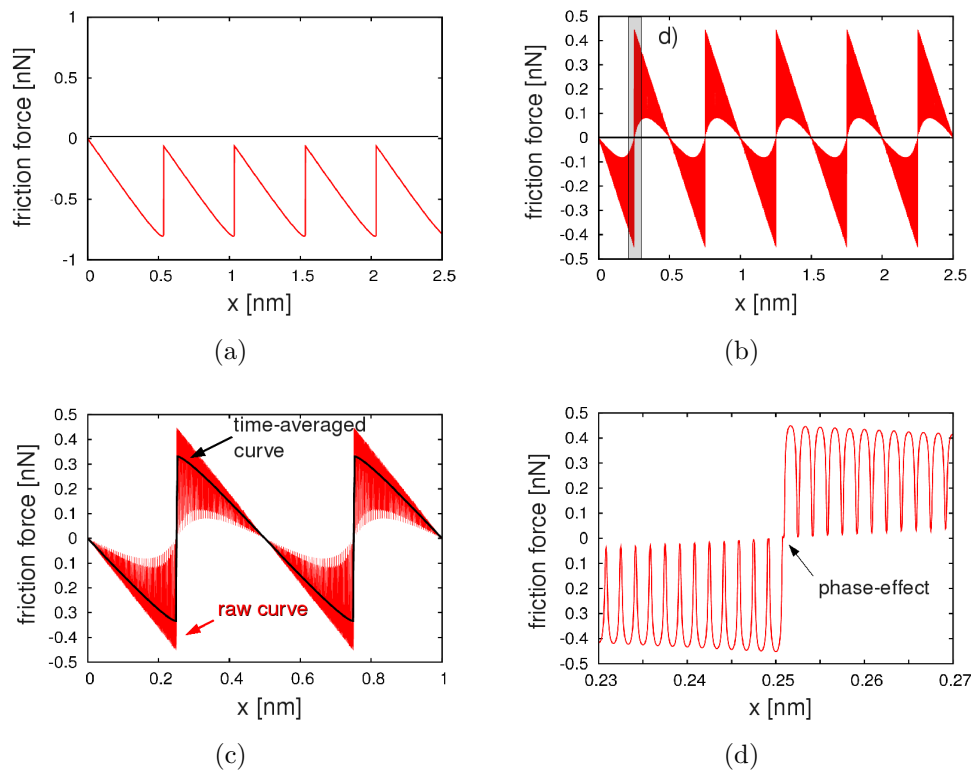 1
0.5
0
-0.5
-1
friction force [nN]
0 0.5 1 1.5 2 2.5
x [nm]
(a)
0.5
0.4
0.3
0.2
0.1
0
-0.1
-0.2
-0.3
-0.4
0.5
friction force [nN]
d)
0 0.5 1 1.5 2 2.5
x [nm]
(b)
0.5
0.4
0.3
0.2
0.1
0
0.1
0.2
0.3
0.4
0.5
friction force [nN]
time-averaged
curve
raw curve
0 0.2 0.4 0.6 0.8 1
x [nm]
(c)
0.5
0.4
0.3
0.2
0.1
0
-0.1
-0.2
-0.3
-0.4
0.5
friction force [nN]
phase-effect
0.23 0.24 0.25 0.26 0.27
x [nm]
(d)